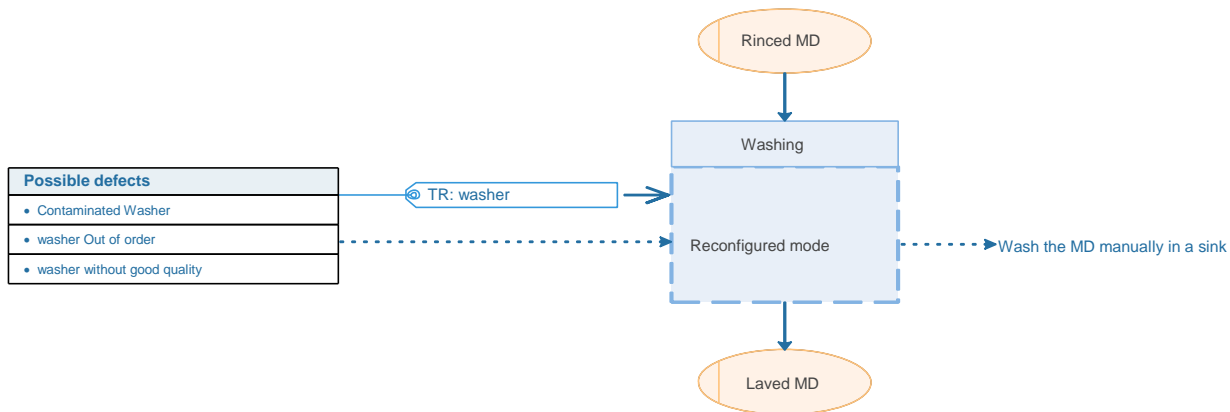 Rinced MD
Washing
Possible defects
TR: washer
• Contaminated Washer
• washer Out of order
Reconfigured mode
Wash the MD manually in a sink
• washer without good quality
Laved MD